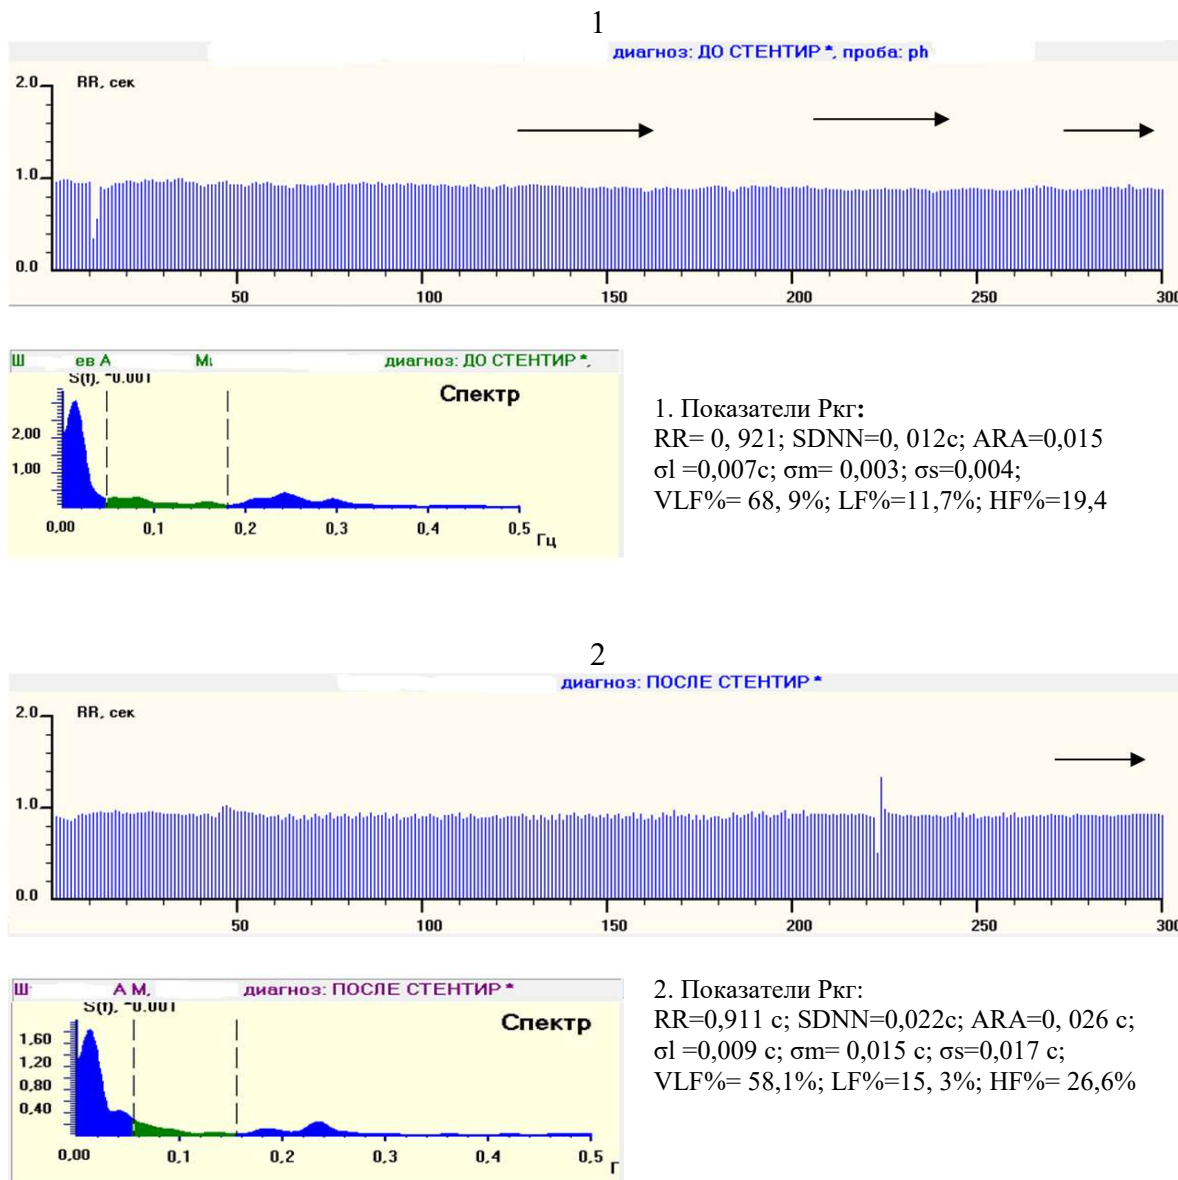 1
диагноз: ДО СТЕНТИР *, проба: ph
2.0 RR, сек
1.0
0.0
50 100 150 200 250 300
Ш ев А М диагноз: ДО СТЕНТИР *,
S(f), *0.001
Спектр
2,00
1,00
0,00 0,1 0,2 0,3 0,4 0,5 Гц
1. Показатели Ркг:
RR= 0, 921; SDNN=0, 012с; ARA=0,015
σl =0,007с; σm= 0,003; σs=0,004;
VLF%= 68, 9%; LF%=11,7%; HF%=19,4
2
диагноз: ПОСЛЕ СТЕНТИР *
2.0 RR, сек
1.0
0.0
50 100 150 200 250 300
Ш А М, диагноз: ПОСЛЕ СТЕНТИР *
S(f), *0.001
Спектр
1,60
1,20
0,80
0,40
0,00 0,1 0,2 0,3 0,4 0,5 Г
2. Показатели Ркг:
RR=0,911 с; SDNN=0,022с; ARA=0, 026 с;
σl =0,009 с; σm= 0,015 с; σs=0,017 с;
VLF%= 58,1%; LF%=15, 3%; HF%= 26,6%